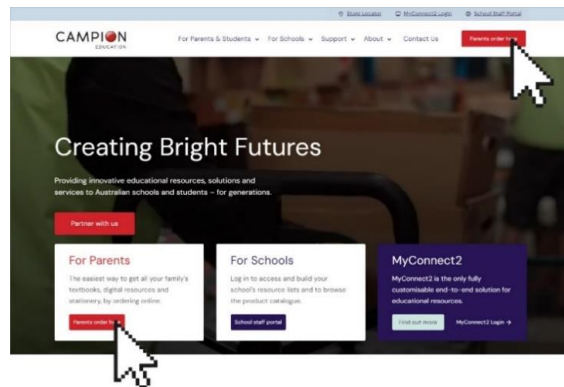 Store Locator MyConnect2 Login School Staff Portal
CAMPION
EDUCATION
For Parents & Students For Schools Support About Contact Us Parents order
Creating Bright Futures
Providing innovative educational resources, solutions and
services to Australian schools and students – for generations.
Partner with us
For Parents
The easiest way to get all your family's
textbooks, digital resources and
stationery, by ordering online.
Parents order
For Schools
Log in to access and build your
school's resource lists and to browse
the product catalogue.
School staff portal
MyConnect2
MyConnect2 is the only fully
customisable end-to-end solution for
educational resources.
Find out more MyConnect2 Login →